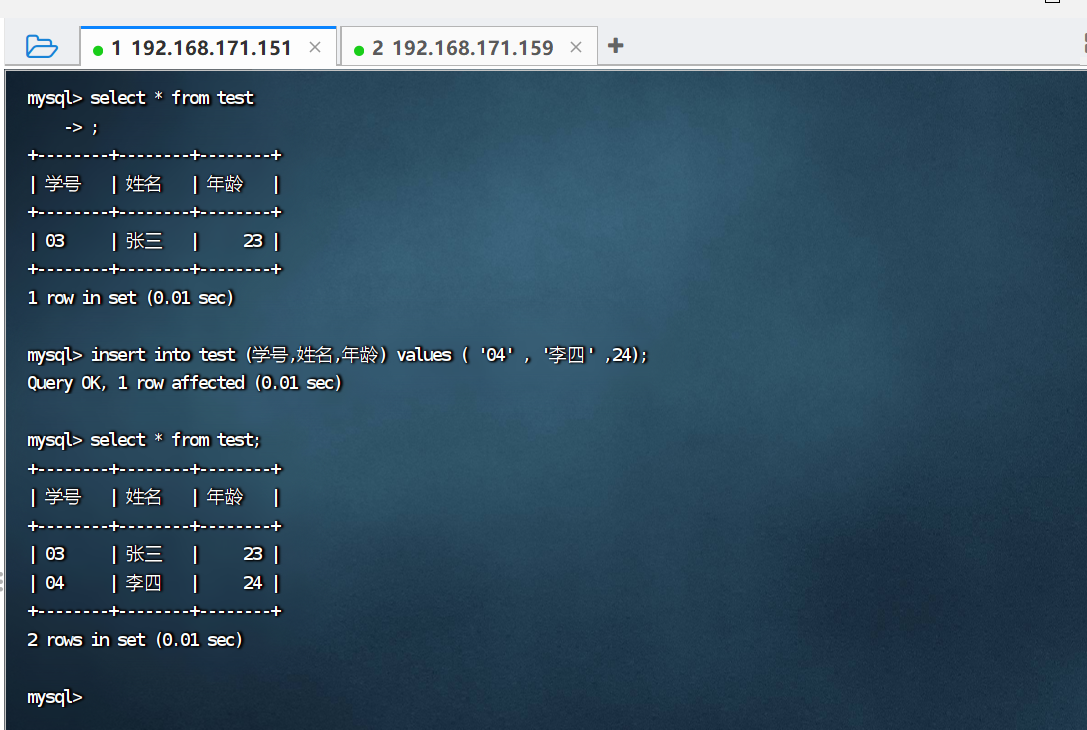 1 192.168.171.151 × 2 192.168.171.159 × +
mysql> select * from test
    -> ;
+--------+--------+--------+
| 学号   | 姓名   | 年龄   |
+--------+--------+--------+
| 03     | 张三   |     23 |
+--------+--------+--------+
1 row in set (0.01 sec)
mysql> insert into test (学号,姓名,年龄) values ( '04' , '李四' ,24);
Query OK, 1 row affected (0.01 sec)
mysql> select * from test;
+--------+--------+--------+
| 学号   | 姓名   | 年龄   |
+--------+--------+--------+
| 03     | 张三   |     23 |
| 04     | 李四   |     24 |
+--------+--------+--------+
2 rows in set (0.01 sec)
mysql>